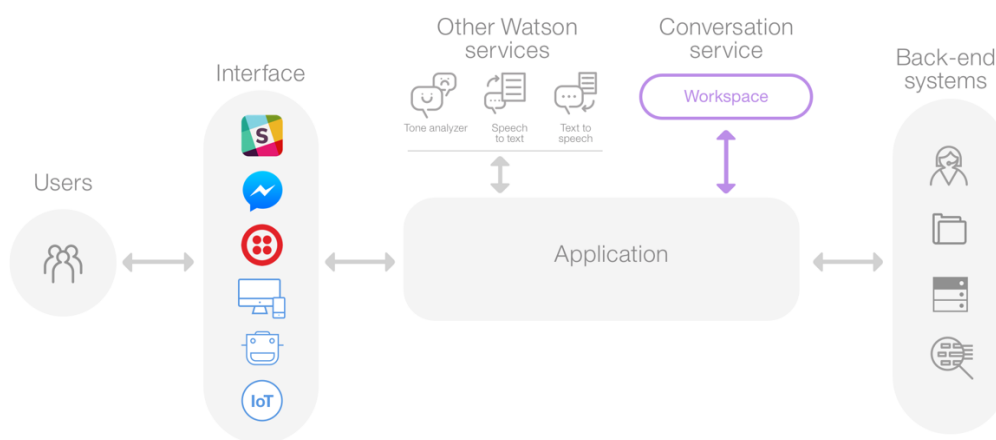 Other Watson
services
Conversation
service
Back-end
systems
Interface
Workspace
Tone analyzer
Speech
to text
Text to
speech
S
Users
Application
IoT